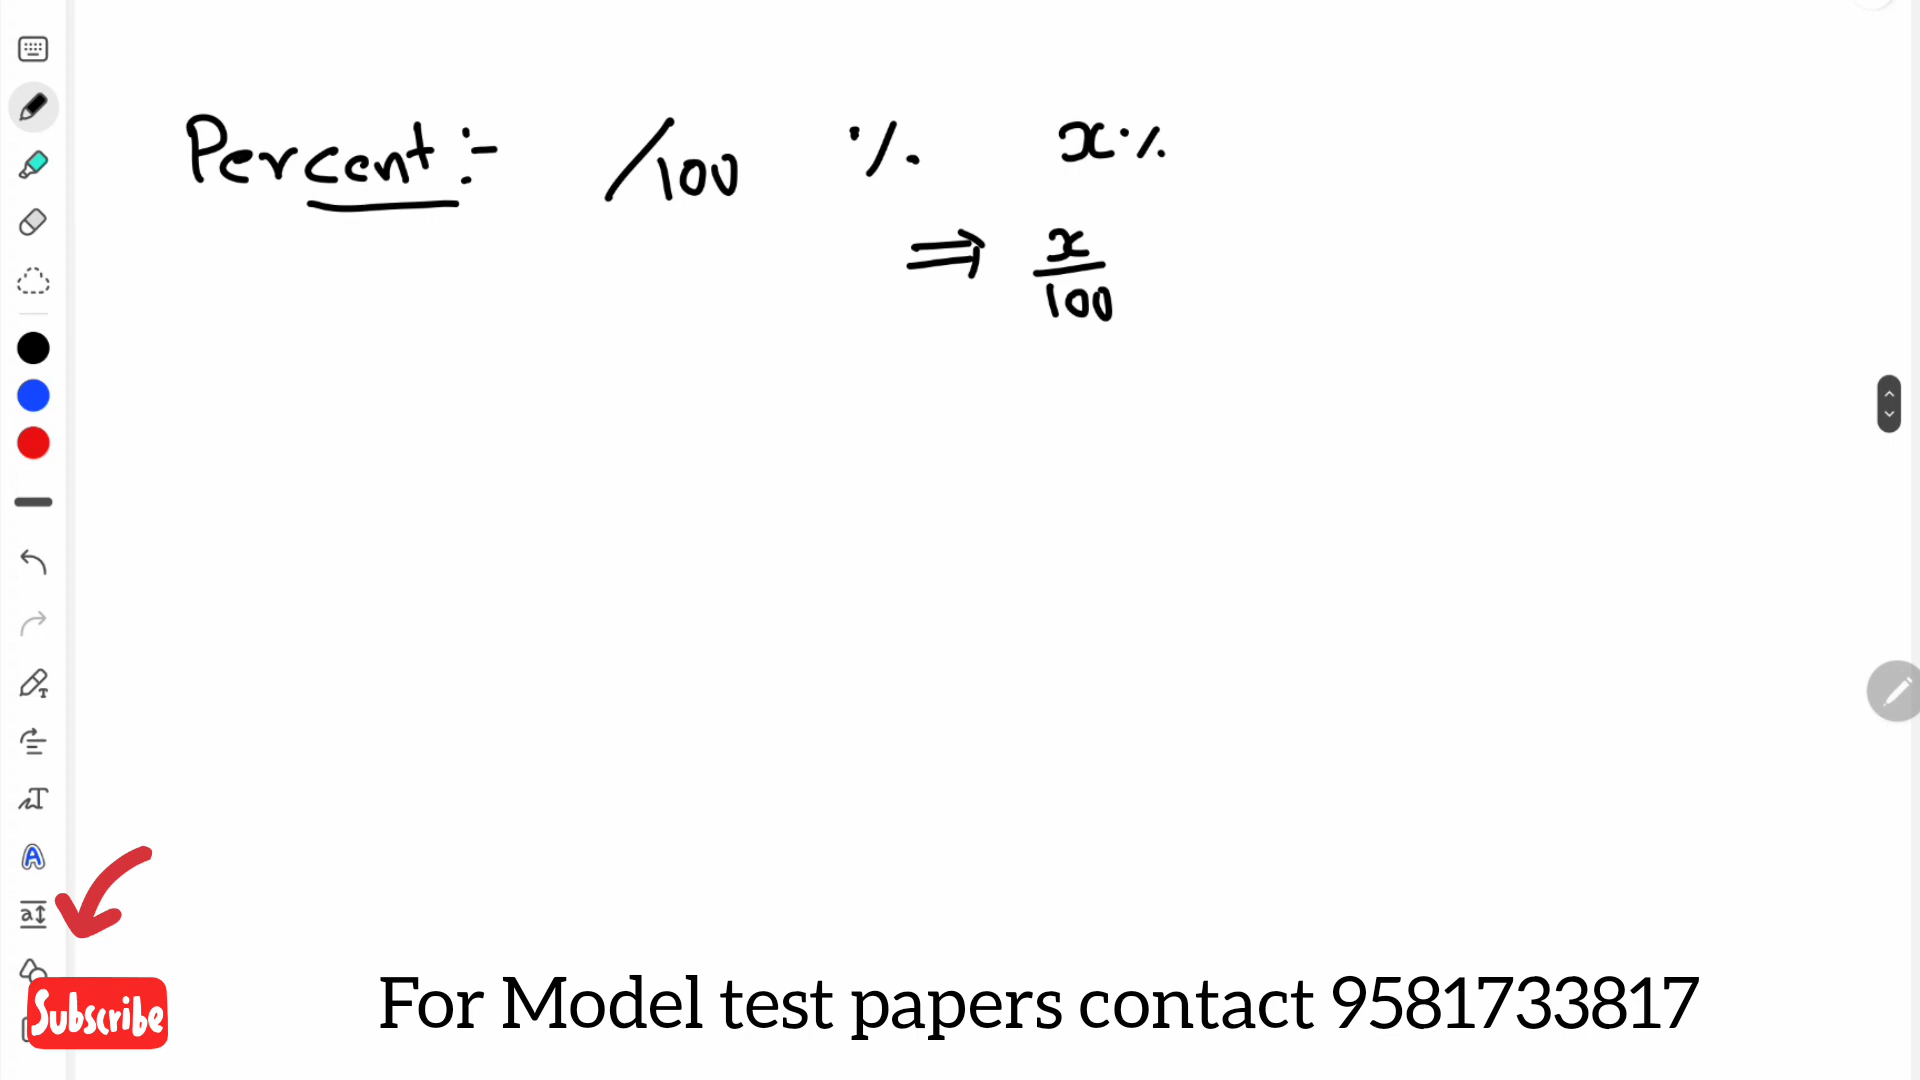 Percent :- /100 % x%
⇒ x/100
Subscribe
For Model test papers contact 9581733817